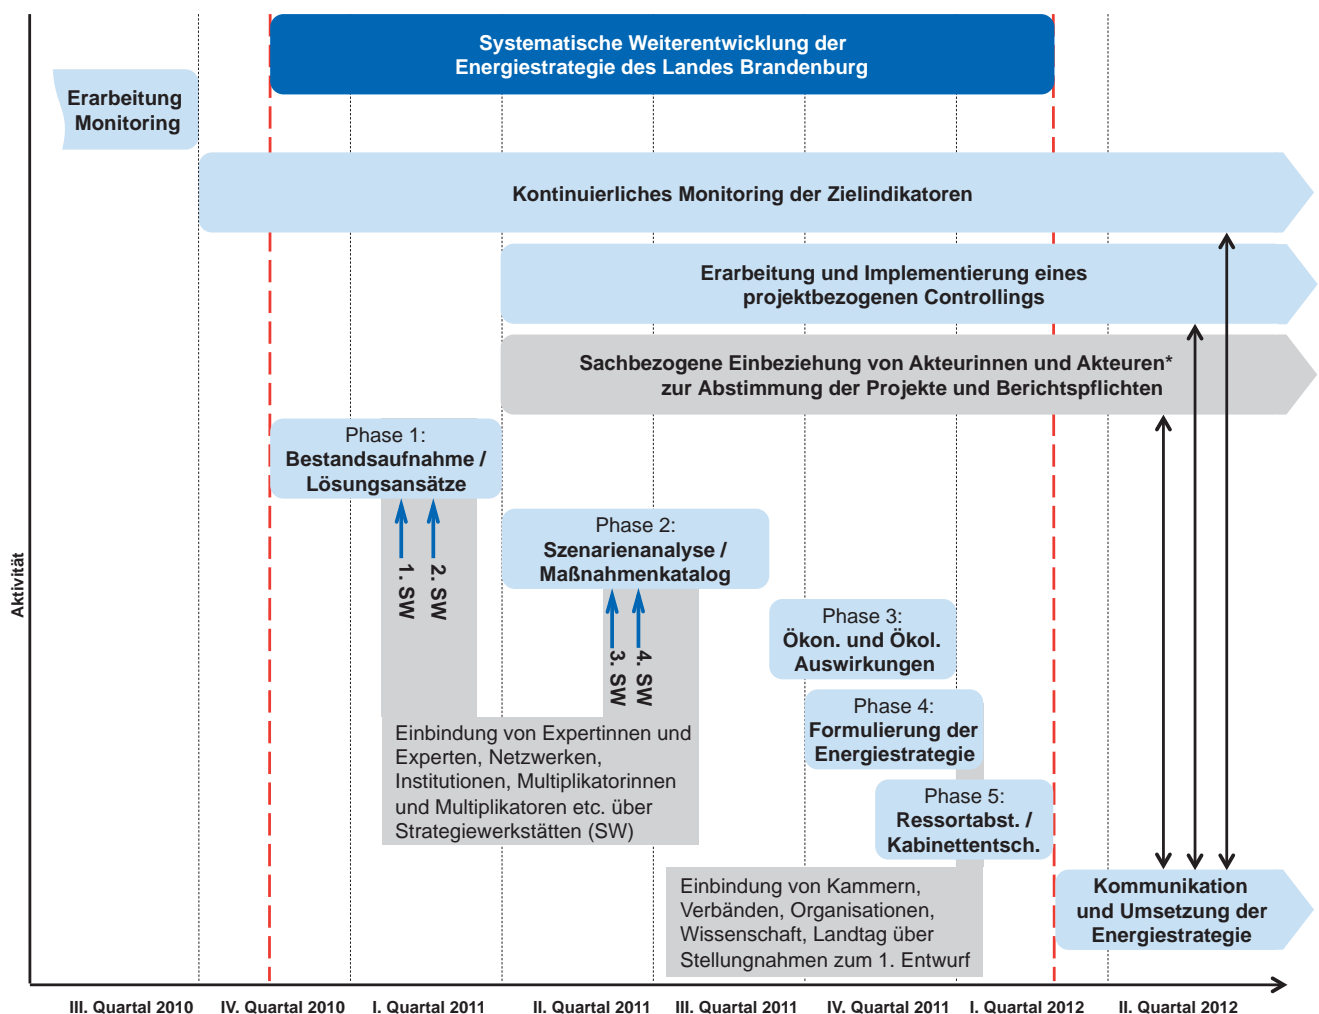 Systematische Weiterentwicklung der
Energiestrategie des Landes Brandenburg
Erarbeitung
Monitoring
Kontinuierliches Monitoring der Zielindikatoren
Erarbeitung und Implementierung eines
projektbezogenen Controllings
Sachbezogene Einbeziehung von Akteurinnen und Akteuren*
zur Abstimmung der Projekte und Berichtspflichten
Phase 1:
Bestandsaufnahme /
Lösungsansätze
1. SW
2. SW
Phase 2:
Szenarienanalyse /
Maßnahmenkatalog
3. SW
4. SW
Phase 3:
Ökon. und Ökol.
Auswirkungen
Phase 4:
Formulierung der
Energiestrategie
Phase 5:
Ressortabst. /
Kabinettentsch.
Einbindung von Expertinnen und
Experten, Netzwerken,
Institutionen, Multiplikatorinnen
und Multiplikatoren etc. über
Strategiewerkstätten (SW)
Einbindung von Kammern,
Verbänden, Organisationen,
Wissenschaft, Landtag über
Stellungnahmen zum 1. Entwurf
Kommunikation
und Umsetzung der
Energiestrategie
Aktivität
III. Quartal 2010
IV. Quartal 2010
I. Quartal 2011
II. Quartal 2011
III. Quartal 2011
IV. Quartal 2011
I. Quartal 2012
II. Quartal 2012